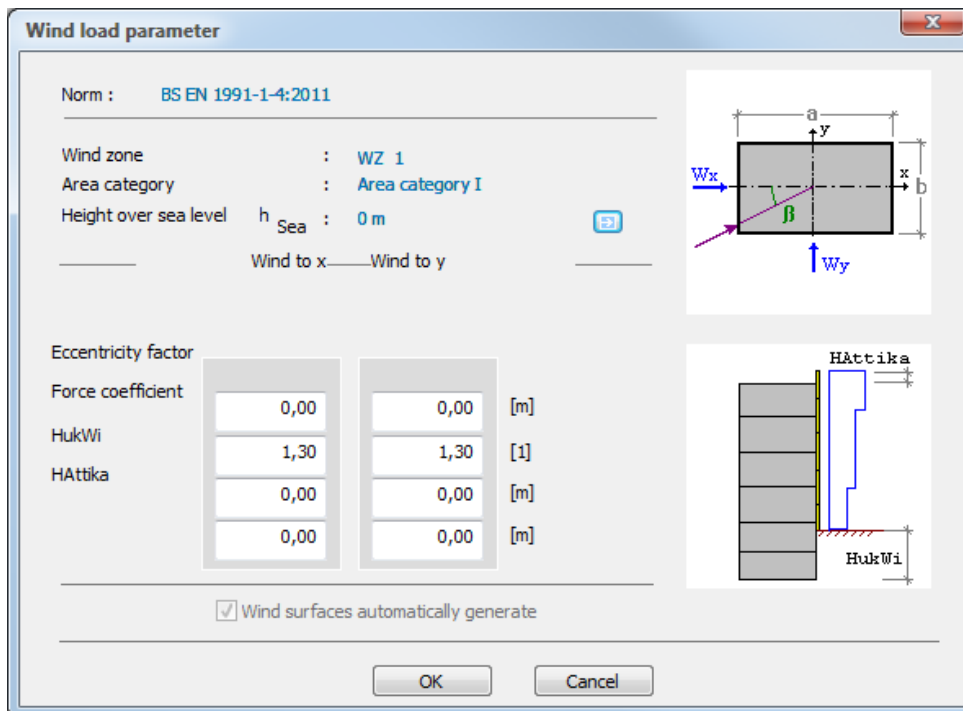 Wind load parameter
Norm : BS EN 1991-1-4:2011
Wind zone : WZ 1
Area category : Area category I
Height over sea level h Sea : 0 m
Wind to x Wind to y
Eccentricity factor
Force coefficient
0,00 0,00 [m]
HukWi
1,30 1,30 [1]
HAttika
0,00 0,00 [m]
0,00 0,00 [m]
Wind surfaces automatically generate
OK Cancel
a
y
Wx
x
b
β
Wy
HAttika
HukWi